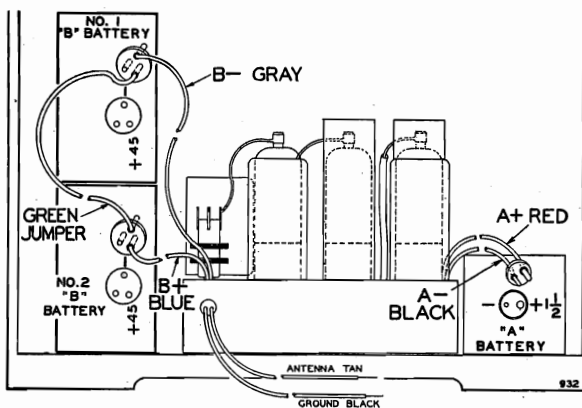 NO. 1
"B" BATTERY
B- GRAY
-
+45
GREEN
JUMPER
NO.2
"B"
BATTERY
-
+45
B+
BLUE
A+ RED
A-
BLACK
- +1½
"A"
BATTERY
ANTENNA TAN
GROUND BLACK
932